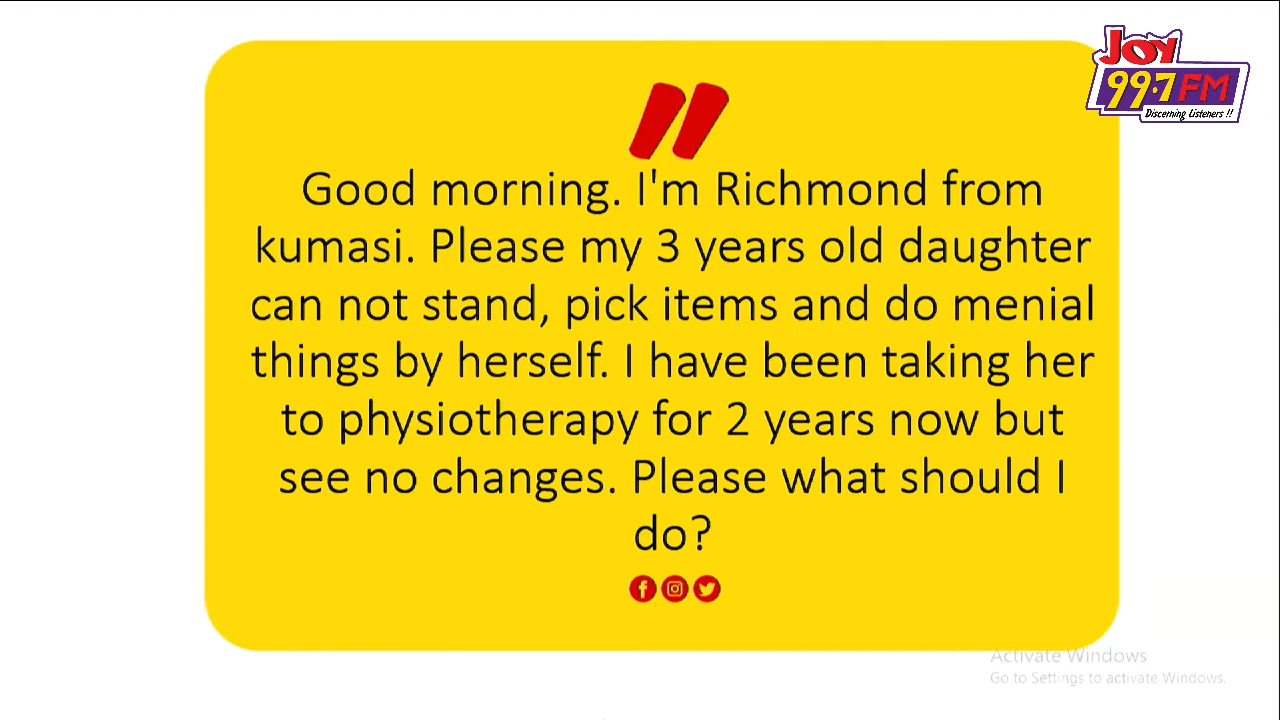 JOY
99.7 FM
Discerning Listeners !!
Good morning. I'm Richmond from
kumasi. Please my 3 years old daughter
can not stand, pick items and do menial
things by herself. I have been taking her
to physiotherapy for 2 years now but
see no changes. Please what should I
do?
Activate Windows
Go to Settings to activate Windows.